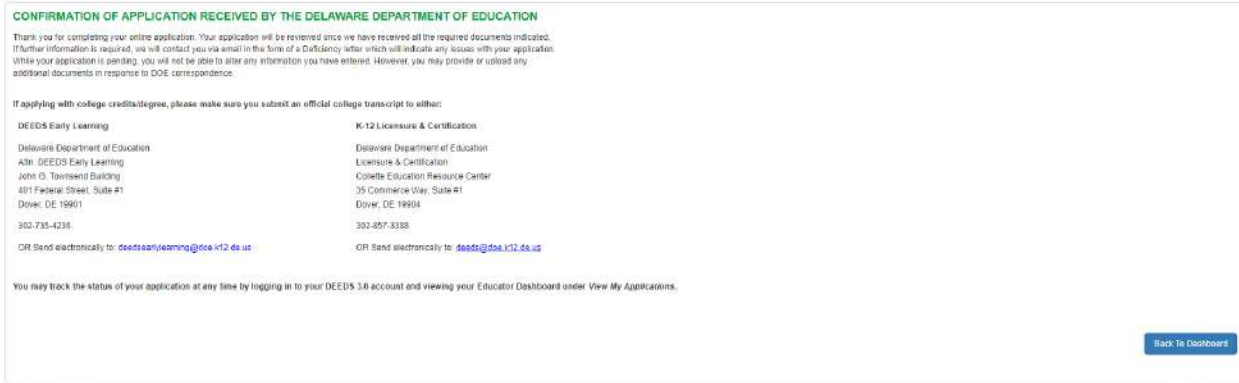 CONFIRMATION OF APPLICATION RECEIVED BY THE DELAWARE DEPARTMENT OF EDUCATION
Thank you for completing your online application. Your application will be reviewed once we have received all the required documents indicated.
If further information is required, we will contact you via email in the form of a Deficiency letter which will indicate any issues with your application.
While your application is pending, you will not be able to alter any information you have entered. However, you may provide or upload any
additional documents in response to DOE correspondence.
If applying with college credits/degree, please make sure you submit an official college transcript to either:
DEEDS Early Learning
Delaware Department of Education
Attn: DEEDS Early Learning
John G. Townsend Building
401 Federal Street, Suite #1
Dover, DE 19901
302-735-4236
OR Send electronically to: deedsearlylearning@doe.k12.de.us
K-12 Licensure & Certification
Delaware Department of Education
Licensure & Certification
Collette Education Resource Center
35 Commerce Way, Suite #1
Dover, DE 19904
302-857-3388
OR Send electronically to: deeds@doe.k12.de.us
You may track the status of your application at any time by logging in to your DEEDS 3.0 account and viewing your Educator Dashboard under View My Applications.
Back To Dashboard